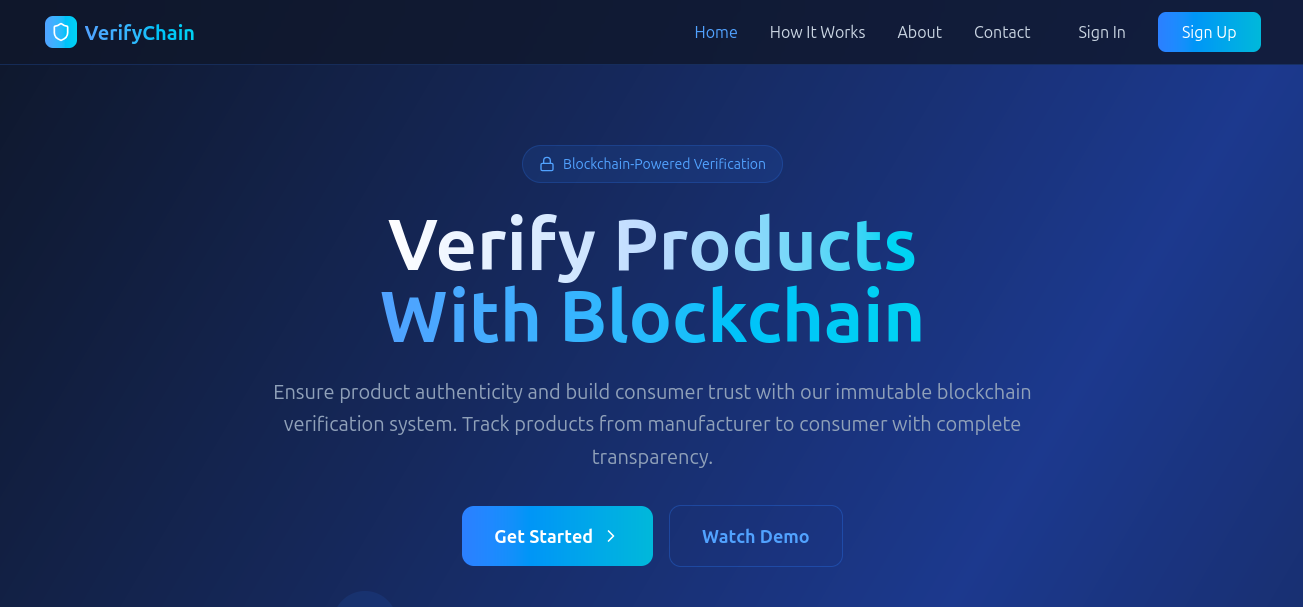 VerifyChain
Home
How It Works
About
Contact
Sign In
Sign Up
Blockchain-Powered Verification
Verify Products
With Blockchain
Ensure product authenticity and build consumer trust with our immutable blockchain
verification system. Track products from manufacturer to consumer with complete
transparency.
Get Started
Watch Demo